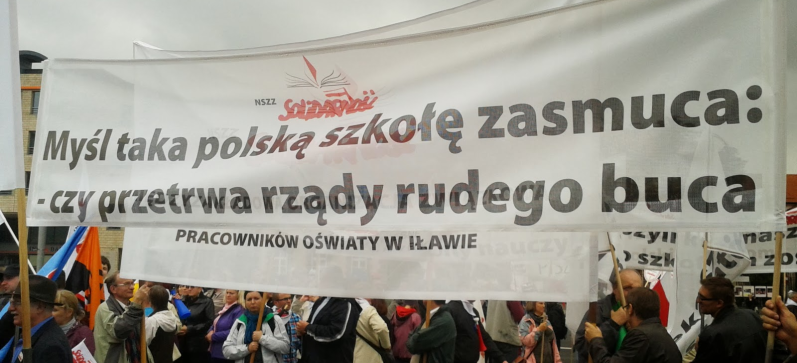 NSZZ
Solidarność
Myśl taka polską szkołę zasmuca:
- czy przetrwa rządy rudego buca
PRACOWNIKÓW OŚWIATY W IŁAWIE